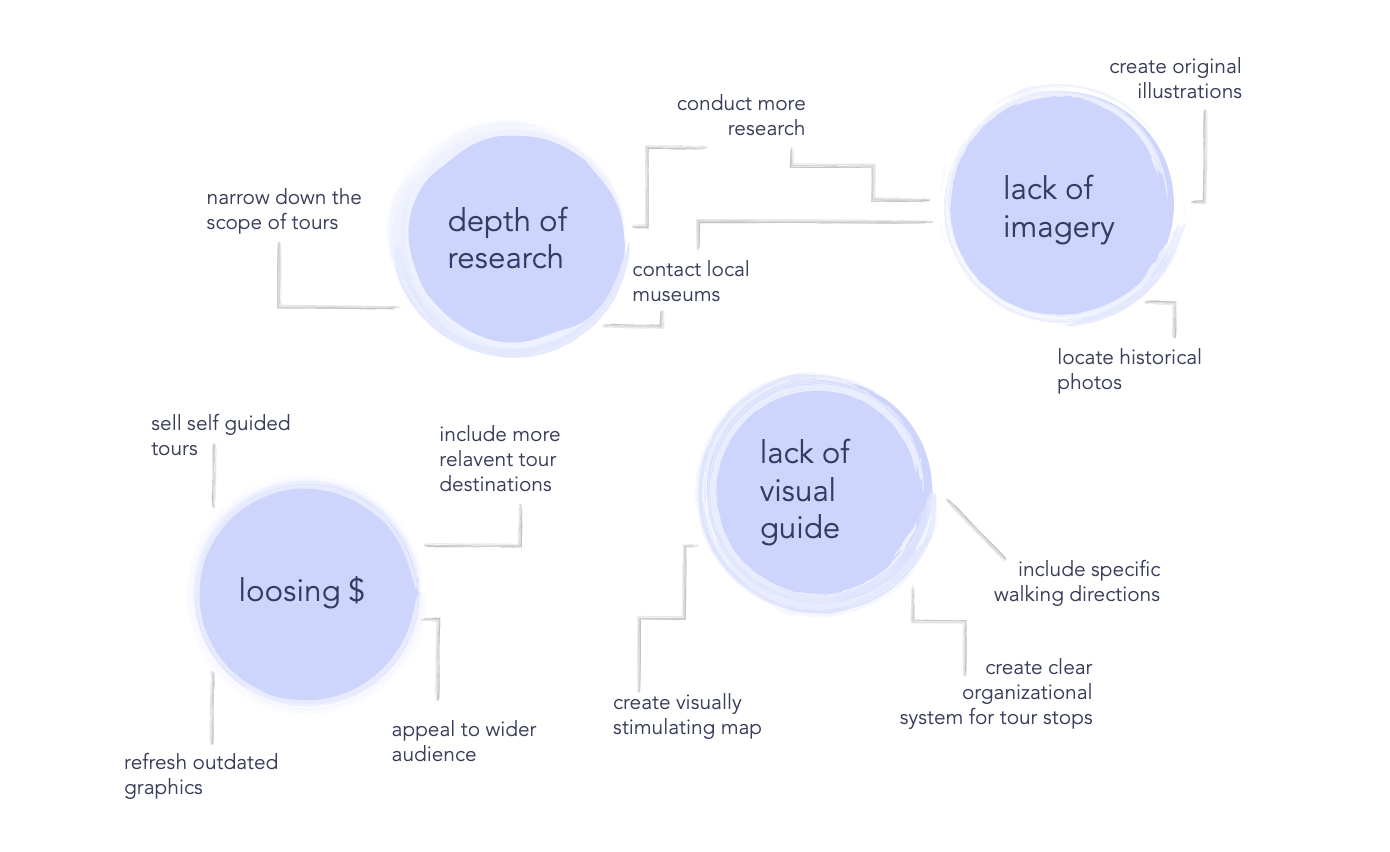 create original
illustrations
conduct more
research
lack of
imagery
narrow down the
scope of tours
depth of
research
contact local
museums
locate historical
photos
sell self guided
tours
include more
relavent tour
destinations
lack of
visual
guide
loosing $
include specific
walking directions
create clear
organizational
system for tour stops
create visually
stimulating map
appeal to wider
audience
refresh outdated
graphics